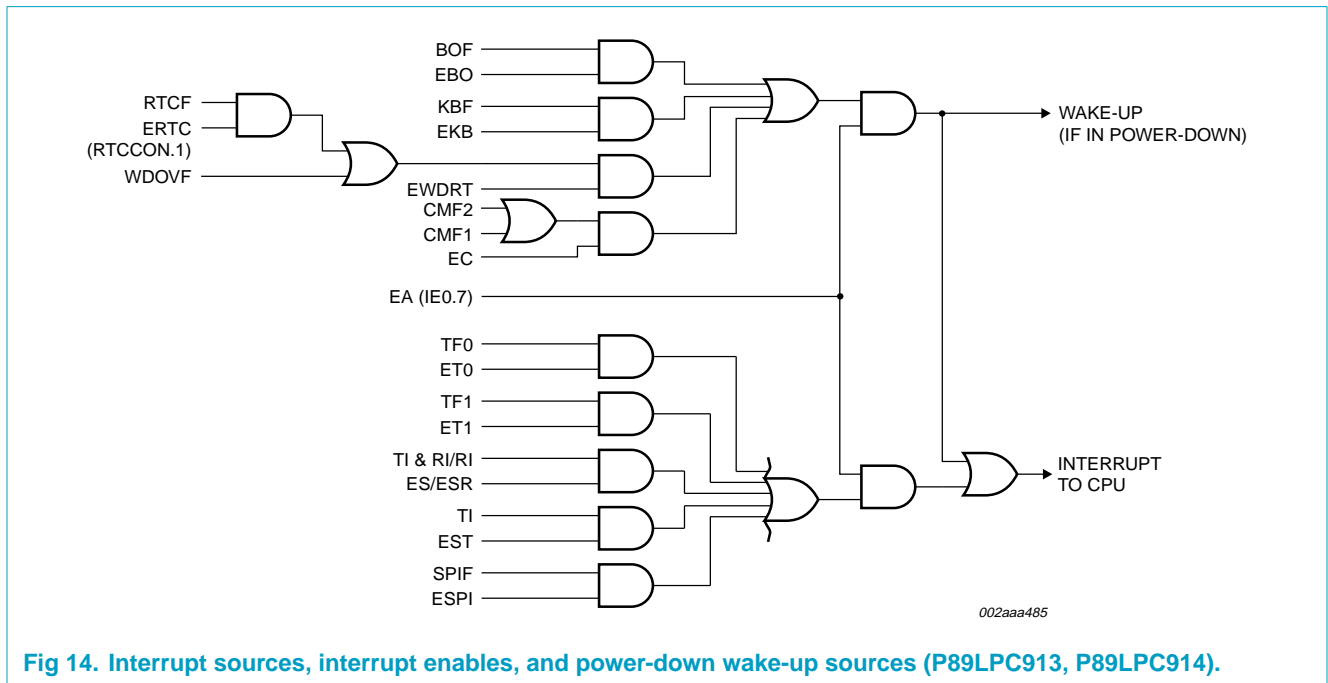 BOF
EBO
RTCF
KBF
ERTC
EKB
(RTCCON.1)
WDOVF
EWDRT
CMF2
CMF1
EC
WAKE-UP
(IF IN POWER-DOWN)
EA (IE0.7)
TF0
ET0
TF1
ET1
TI & RI/RI
ES/ESR
TI
EST
SPIF
ESPI
INTERRUPT
TO CPU
002aaa485
Fig 14. Interrupt sources, interrupt enables, and power-down wake-up sources (P89LPC913, P89LPC914).